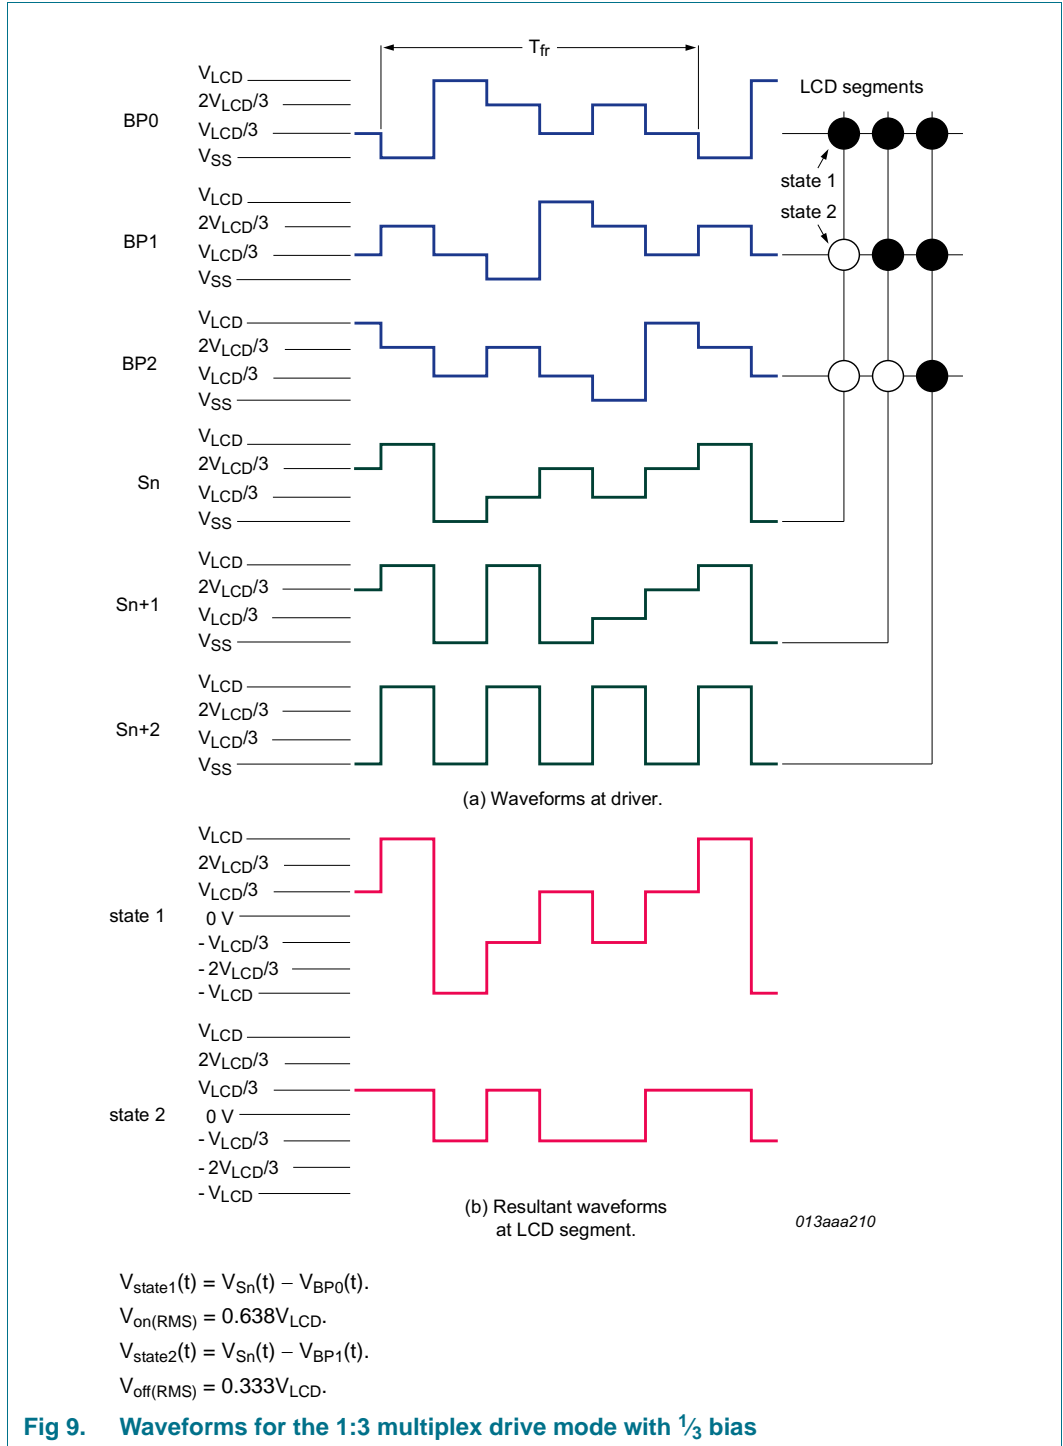 Tfr
BP0
VLCD
2VLCD/3
VLCD/3
VSS
LCD segments
state 1
state 2
BP1
VLCD
2VLCD/3
VLCD/3
VSS
BP2
VLCD
2VLCD/3
VLCD/3
VSS
Sn
VLCD
2VLCD/3
VLCD/3
VSS
Sn+1
VLCD
2VLCD/3
VLCD/3
VSS
Sn+2
VLCD
2VLCD/3
VLCD/3
VSS
(a) Waveforms at driver.
state 1
VLCD
2VLCD/3
VLCD/3
0 V
- VLCD/3
- 2VLCD/3
- VLCD
state 2
VLCD
2VLCD/3
VLCD/3
0 V
- VLCD/3
- 2VLCD/3
- VLCD
(b) Resultant waveforms
at LCD segment.
013aaa210
Vstate1(t) = VSn(t) − VBP0(t).
Von(RMS) = 0.638VLCD.
Vstate2(t) = VSn(t) − VBP1(t).
Voff(RMS) = 0.333VLCD.
Fig 9. Waveforms for the 1:3 multiplex drive mode with 1⁄3 bias